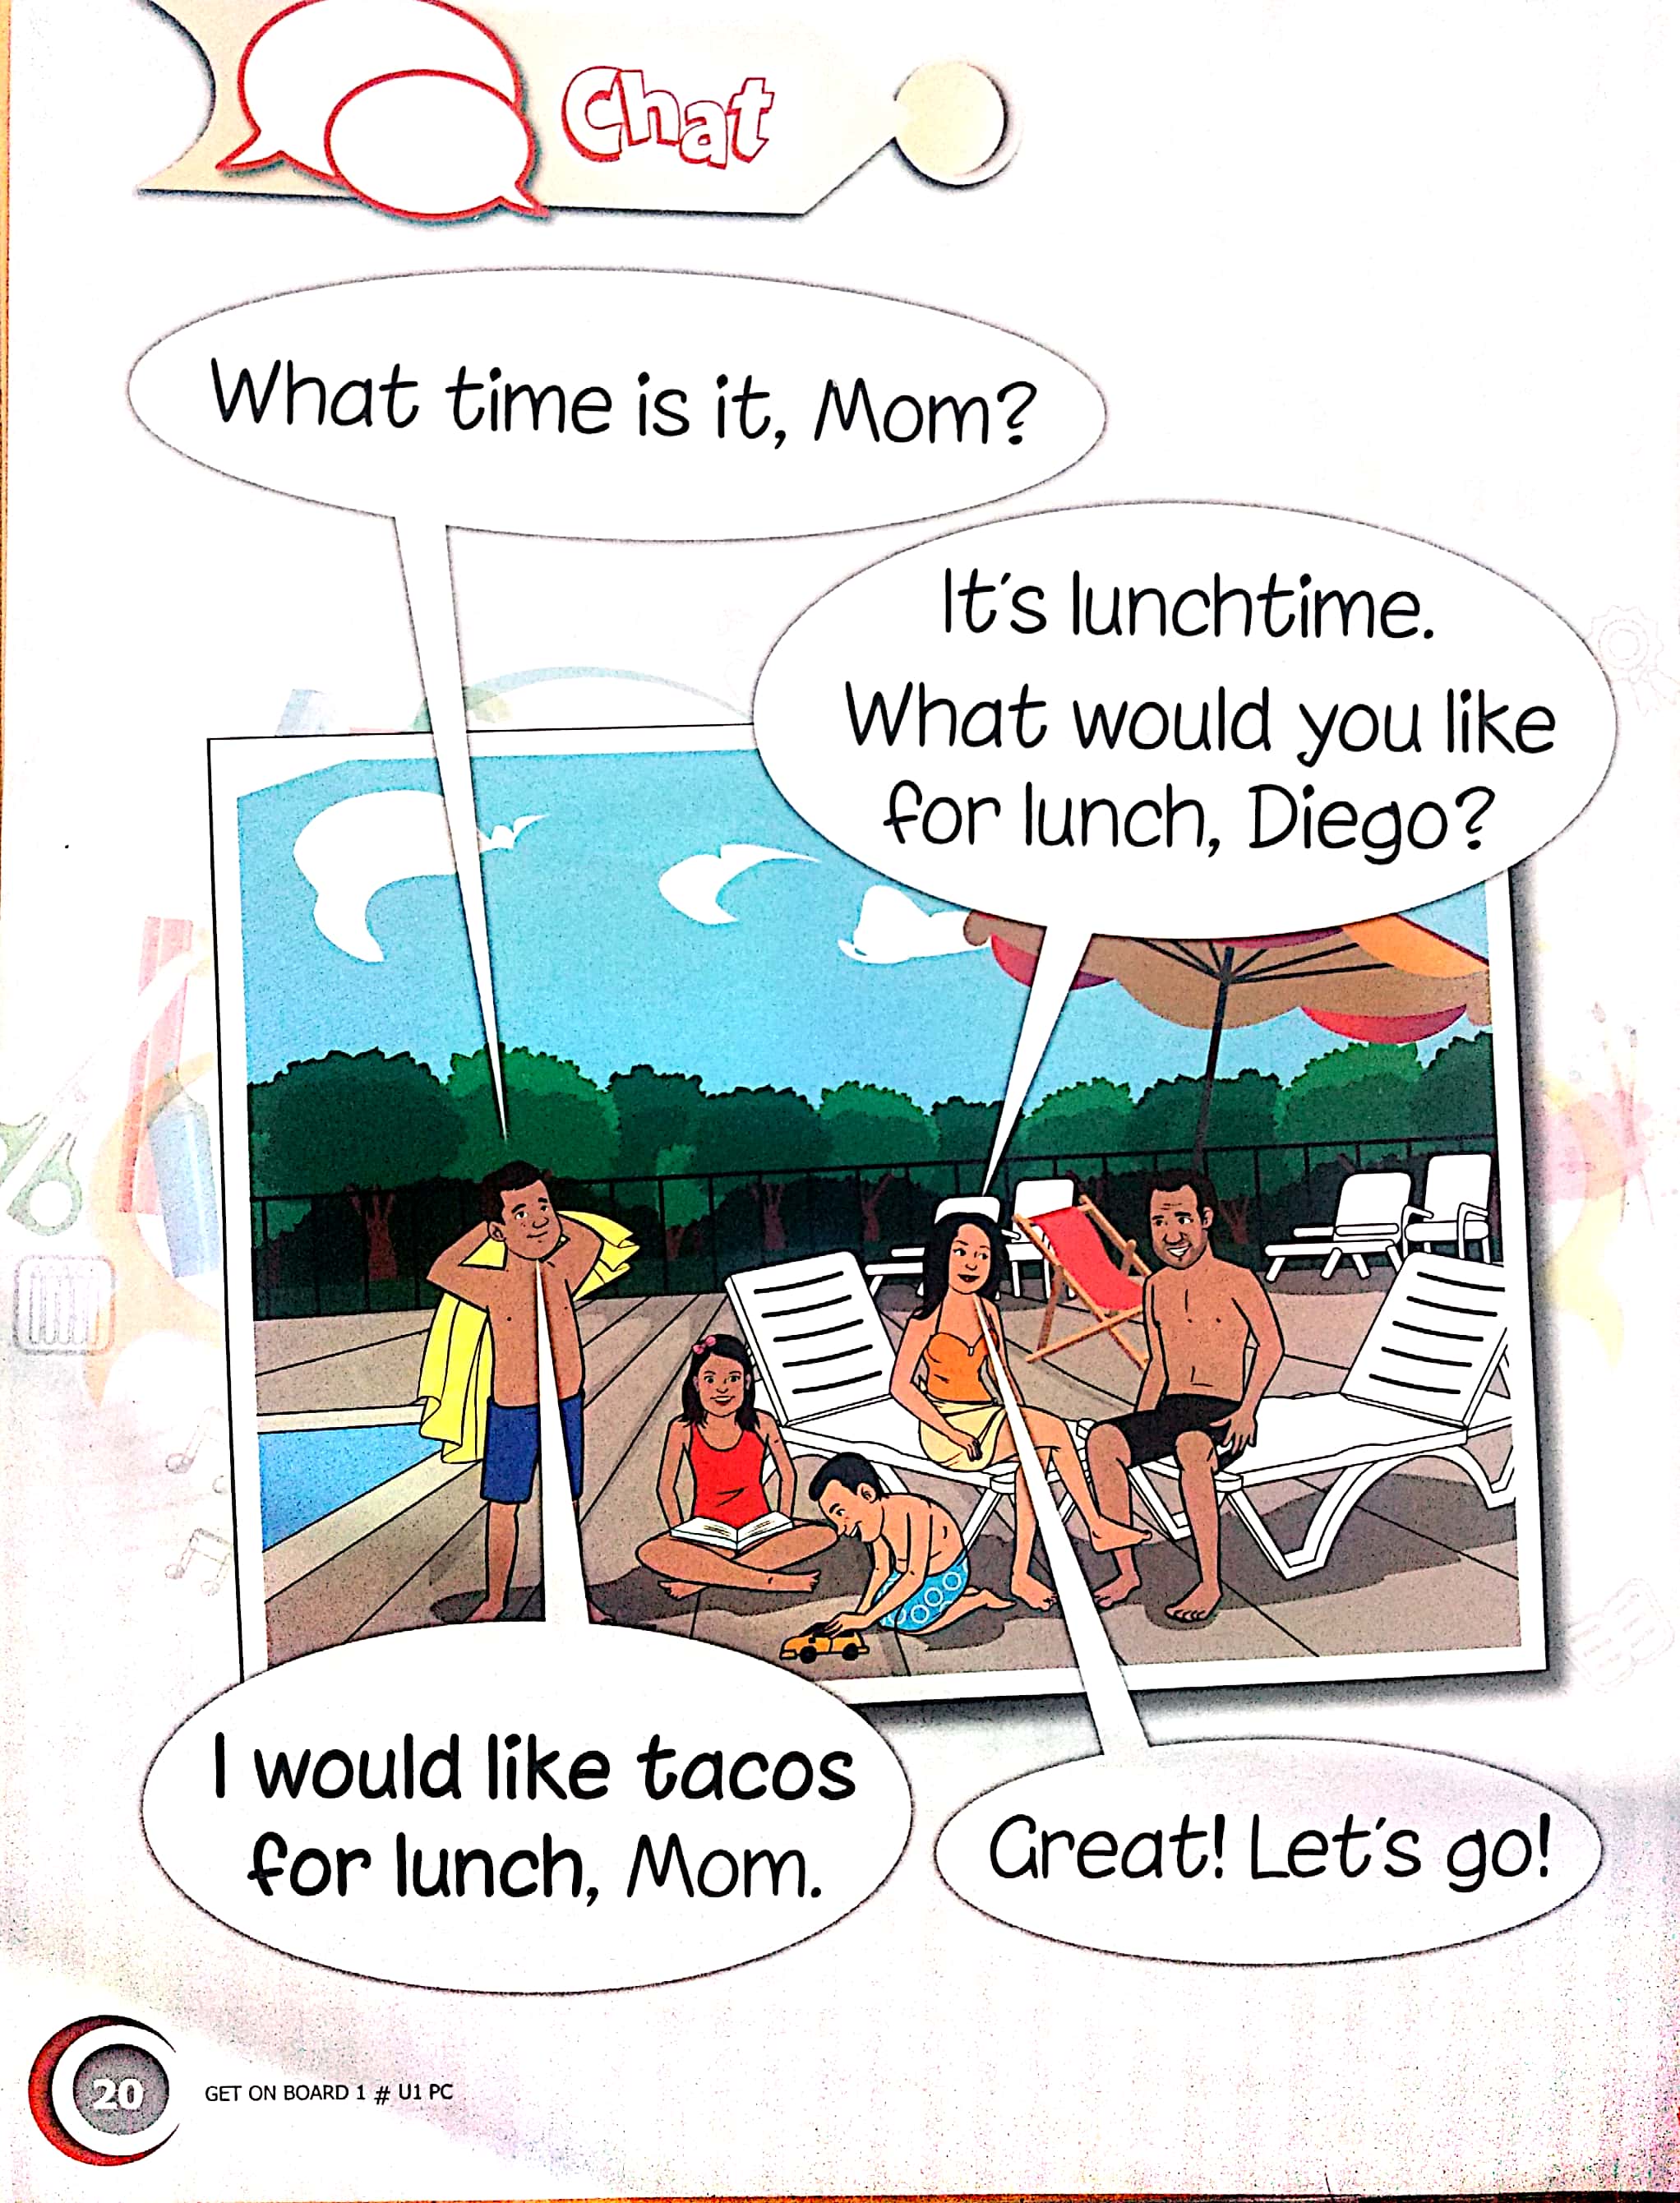 Chat
What time is it, Mom?
It's lunchtime.
What would you like
for lunch, Diego?
I would like tacos
for lunch, Mom.
Great! Let's go!
20
GET ON BOARD 1 # U1 PC